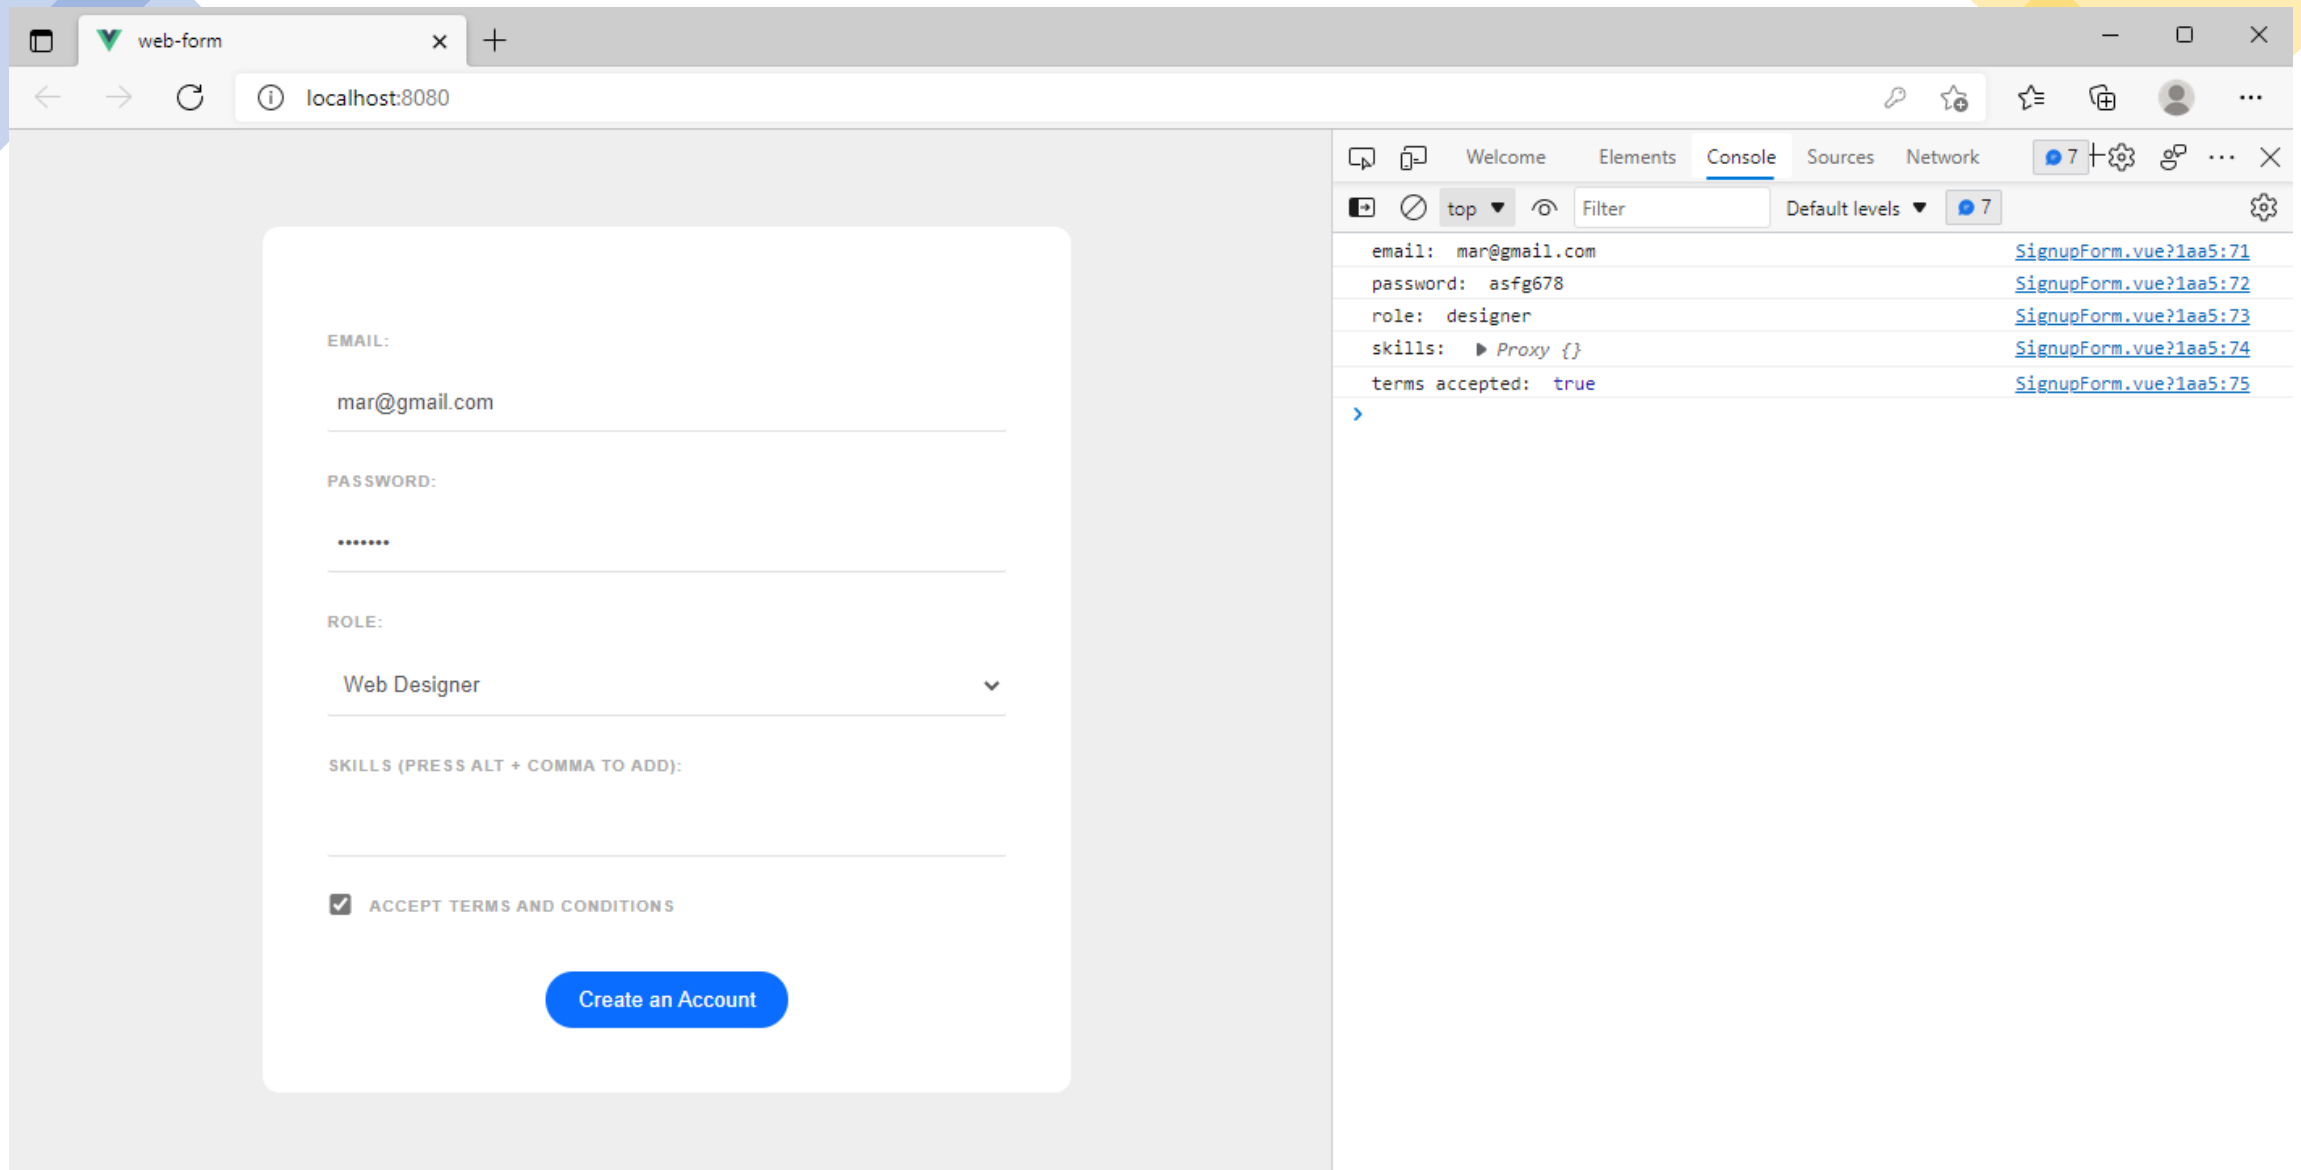 web-form
localhost:8080
Welcome Elements Console Sources Network 7
top Filter Default levels 7
email: mar@gmail.com SignupForm.vue?1aa5:71
password: asfg678 SignupForm.vue?1aa5:72
role: designer SignupForm.vue?1aa5:73
skills: Proxy {} SignupForm.vue?1aa5:74
terms accepted: true SignupForm.vue?1aa5:75
EMAIL:
mar@gmail.com
PASSWORD:
•••••••
ROLE:
Web Designer
SKILLS (PRESS ALT + COMMA TO ADD):
ACCEPT TERMS AND CONDITIONS
Create an Account